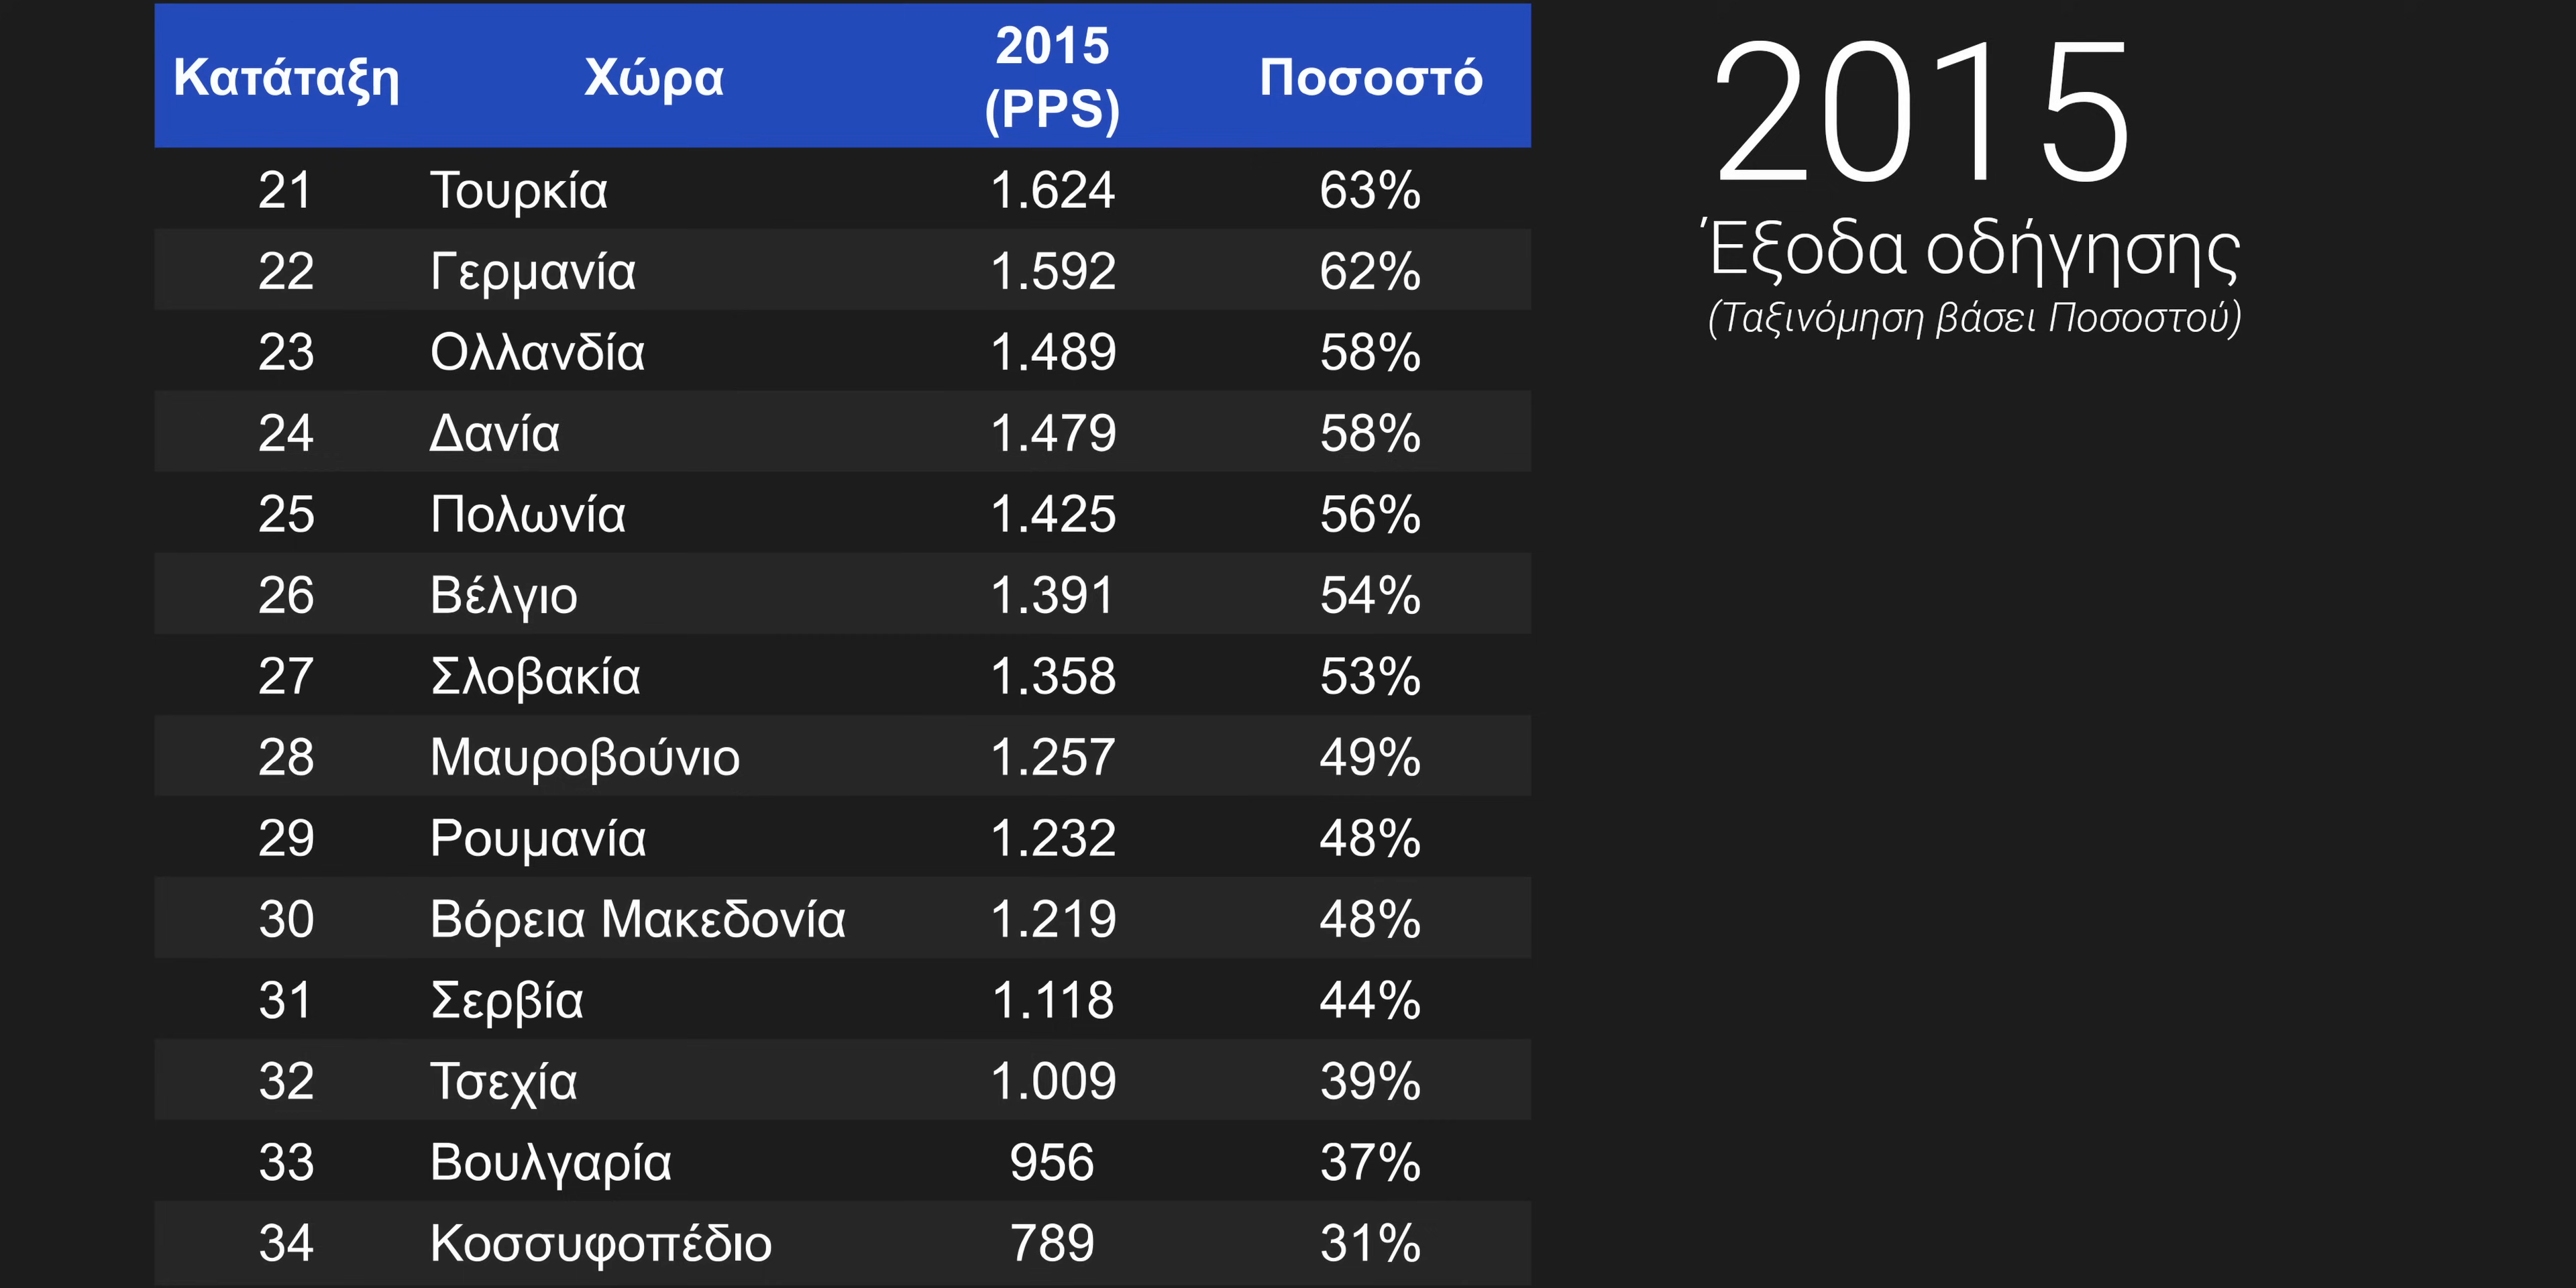 Κατάταξη Χώρα 2015 (PPS) Ποσοστό
21 Τουρκία 1.624 63%
22 Γερμανία 1.592 62%
23 Ολλανδία 1.489 58%
24 Δανία 1.479 58%
25 Πολωνία 1.425 56%
26 Βέλγιο 1.391 54%
27 Σλοβακία 1.358 53%
28 Μαυροβούνιο 1.257 49%
29 Ρουμανία 1.232 48%
30 Βόρεια Μακεδονία 1.219 48%
31 Σερβία 1.118 44%
32 Τσεχία 1.009 39%
33 Βουλγαρία 956 37%
34 Κοσσυφοπέδιο 789 31%
2015
Έξοδα οδήγησης
(Ταξινόμηση βάσει Ποσοστού)